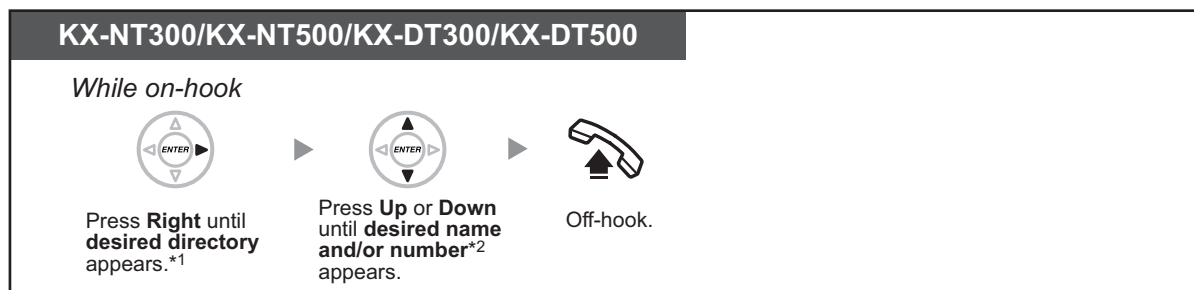 KX-NT300/KX-NT500/KX-DT300/KX-DT500
While on-hook
ENTER
ENTER
Press Right until
desired directory
appears.*1
Press Up or Down
until desired name
and/or number*2
appears.
Off-hook.